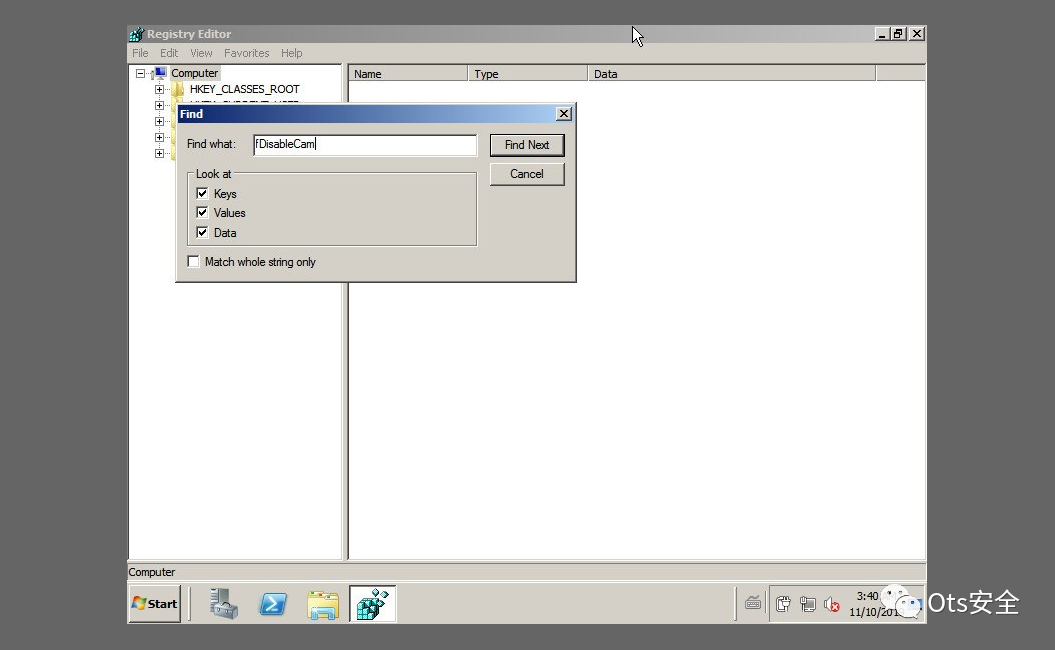 Registry Editor
File Edit View Favorites Help
Computer
Name Type Data
HKEY_CLASSES_ROOT
Find
Find what: fDisableCam
Find Next
Look at
Cancel
Keys
Values
Data
Match whole string only
Computer
Start
3:40
11/10/20
Ots安全